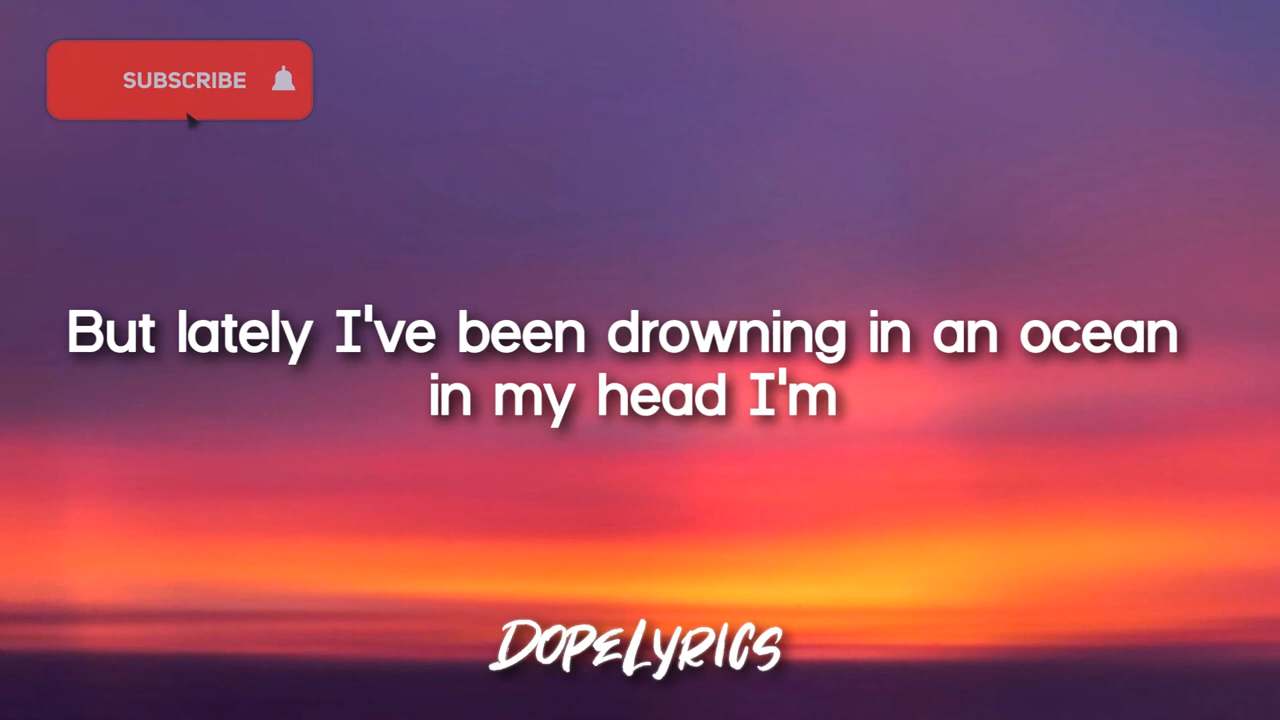 SUBSCRIBE
But lately I've been drowning in an ocean
in my head I'm
DOPELYRICS